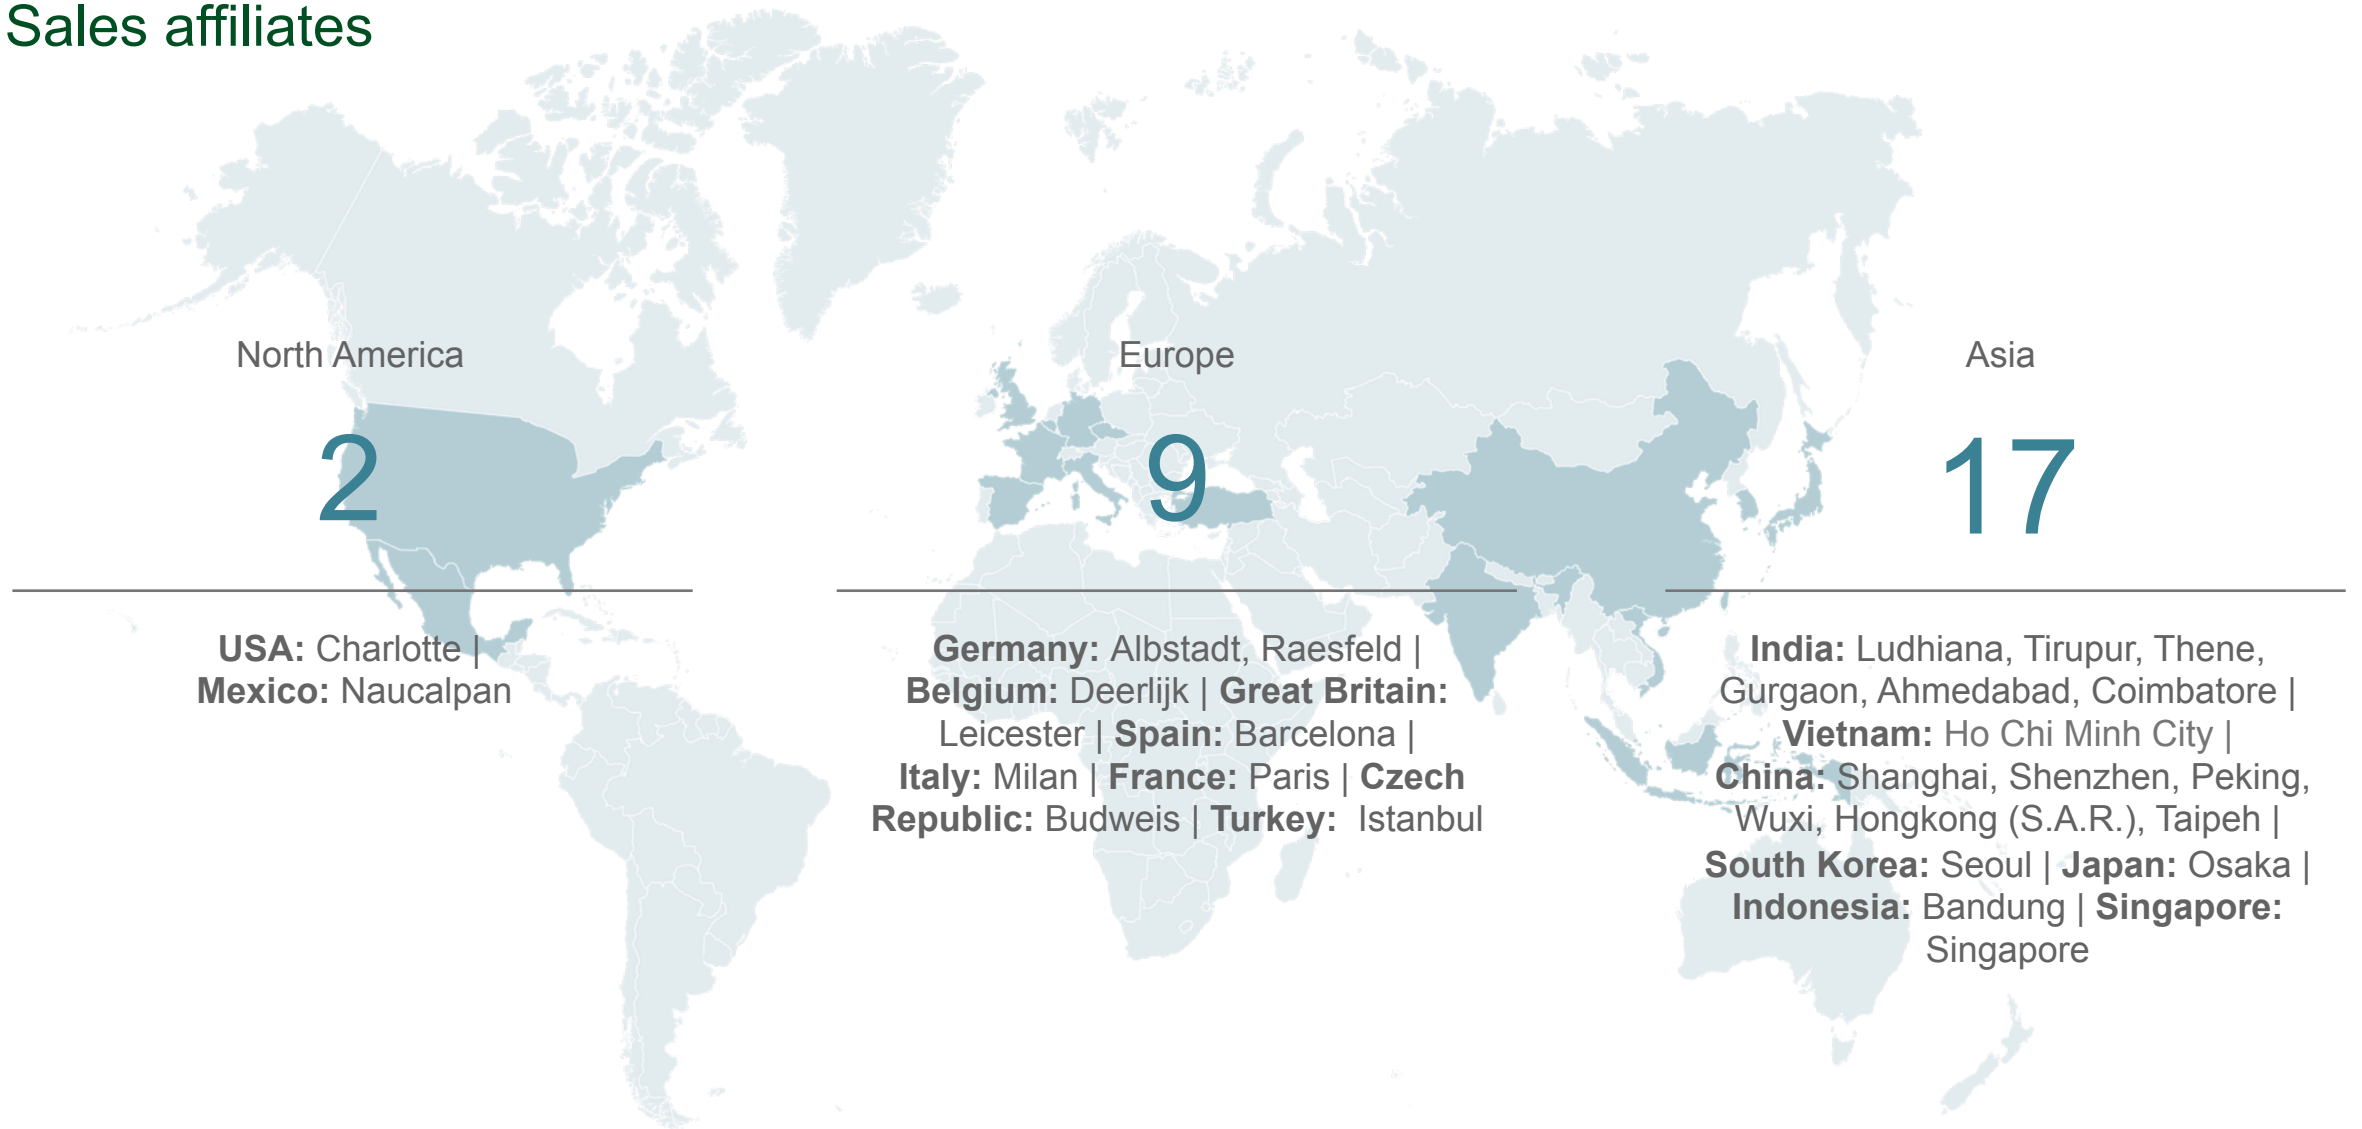 Sales affiliates
North America
2
USA: Charlotte |
Mexico: Naucalpan
Europe
9
Germany: Albstadt, Raesfeld |
Belgium: Deerlijk | Great Britain:
Leicester | Spain: Barcelona |
Italy: Milan | France: Paris | Czech
Republic: Budweis | Turkey: Istanbul
Asia
17
India: Ludhiana, Tirupur, Thene,
Gurgaon, Ahmedabad, Coimbatore |
Vietnam: Ho Chi Minh City |
China: Shanghai, Shenzhen, Peking,
Wuxi, Hongkong (S.A.R.), Taipeh |
South Korea: Seoul | Japan: Osaka |
Indonesia: Bandung | Singapore:
Singapore